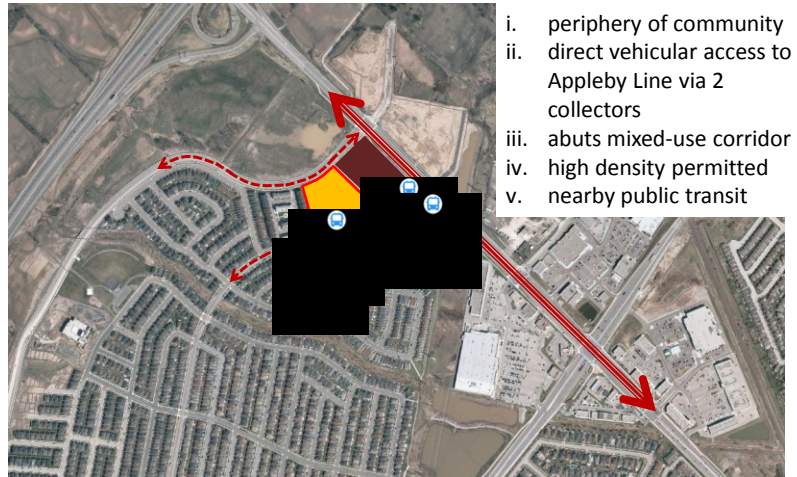 i. periphery of community
ii. direct vehicular access to
Appleby Line via 2
collectors
iii. abuts mixed-use corridor
iv. high density permitted
v. nearby public transit